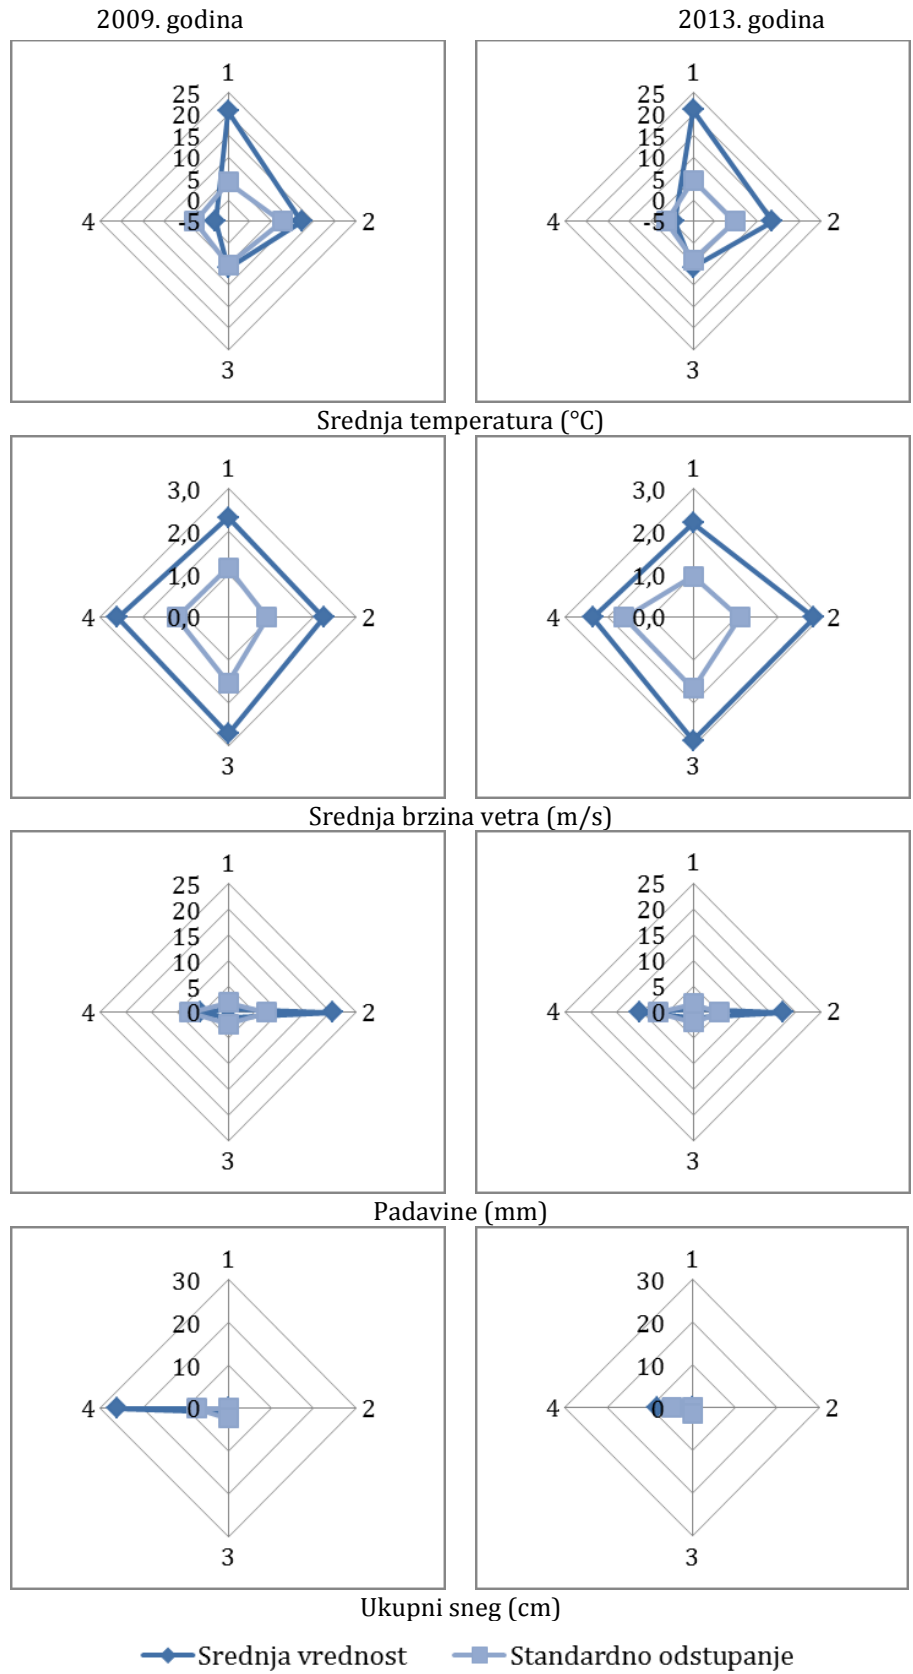 2009. godina 2013. godina
1 1
25 25
20 20
15 15
10 10
5 5
0 0
4 -5 2 4 -5 2
3 3
Srednja temperatura (°C)
1 1
3,0 3,0
2,0 2,0
1,0 1,0
4 0,0 2 4 0,0 2
3 3
Srednja brzina vetra (m/s)
1 1
25 25
20 20
15 15
10 10
5 5
4 0 2 4 0 2
3 3
Padavine (mm)
1 1
30 30
20 20
10 10
4 0 2 4 0 2
3 3
Ukupni sneg (cm)
Srednja vrednost Standardno odstupanje